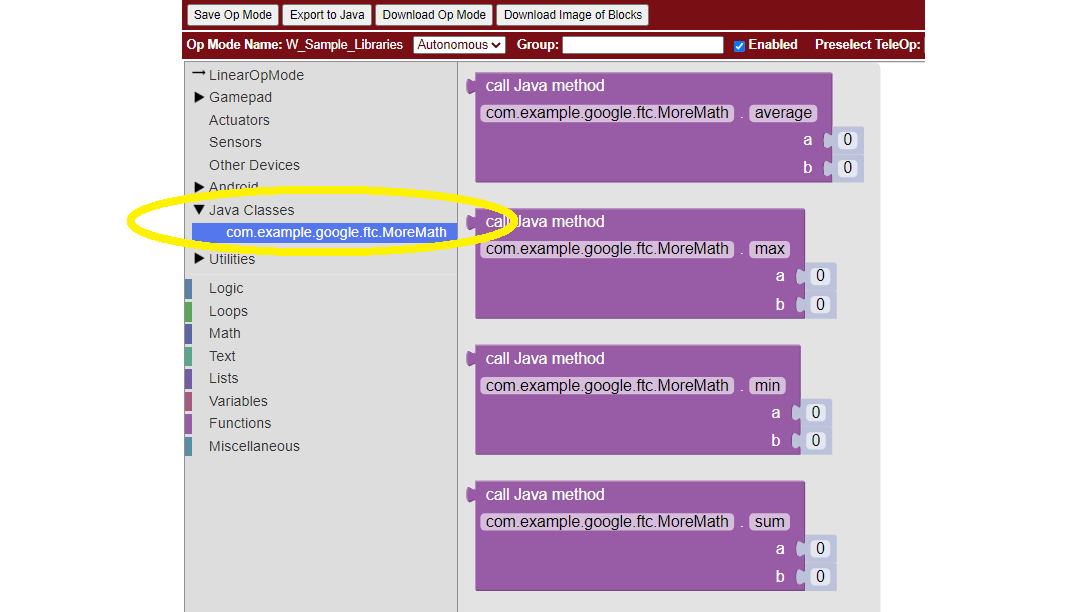 Save Op Mode Export to Java Download Op Mode Download Image of Blocks
Op Mode Name: W_Sample_Libraries Autonomous Group: Enabled Preselect TeleOp:
LinearOpMode
Gamepad
Actuators
Sensors
Other Devices
Android
Java Classes
com.example.google.ftc.MoreMath
Utilities
Logic
Loops
Math
Text
Lists
Variables
Functions
Miscellaneous
call Java method
com.example.google.ftc.MoreMath . average
a 0
b 0
call Java method
com.example.google.ftc.MoreMath . max
a 0
b 0
call Java method
com.example.google.ftc.MoreMath . min
a 0
b 0
call Java method
com.example.google.ftc.MoreMath . sum
a 0
b 0